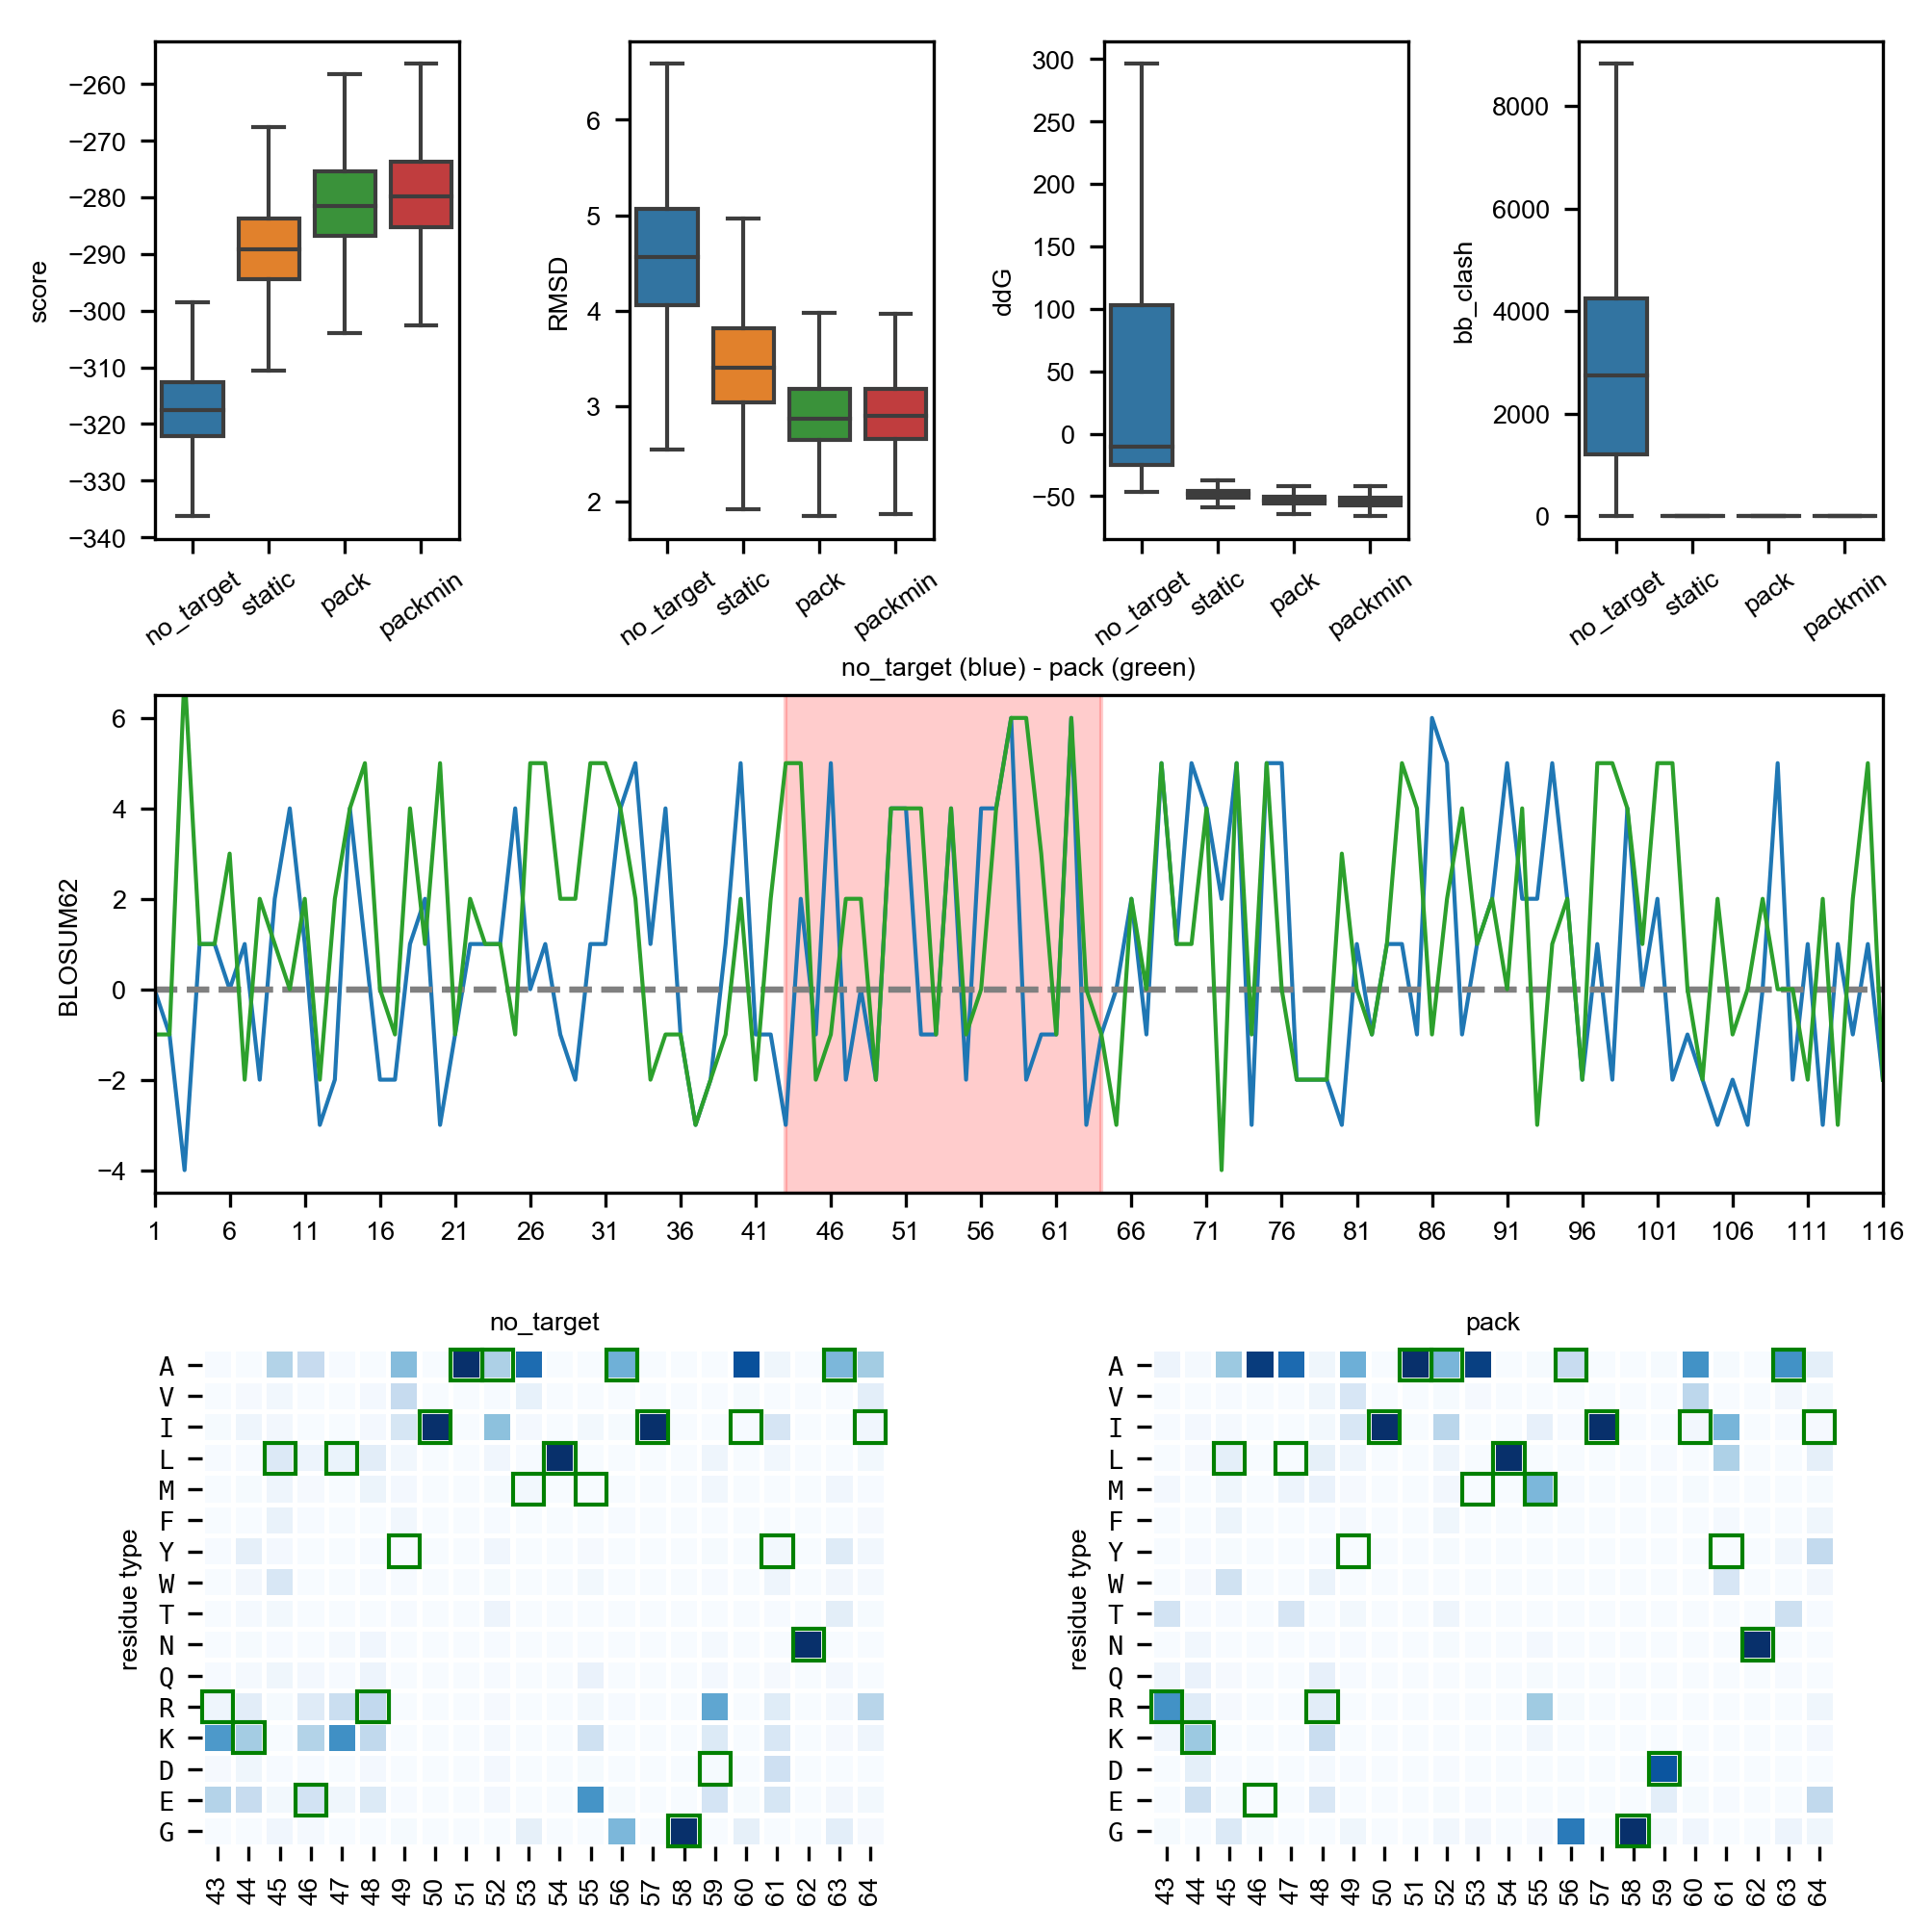 score
−260
−270
−280
−290
−300
−310
−320
−330
−340
no_target static pack packmin
RMSD
6
5
4
3
2
no_target static pack packmin
ddG
300
250
200
150
100
50
0
−50
no_target static pack packmin
bb_clash
8000
6000
4000
2000
0
no_target static pack packmin
no_target (blue) - pack (green)
BLOSUM62
6
4
2
0
−2
−4
1 6 11 16 21 26 31 36 41 46 51 56 61 66 71 76 81 86 91 96 101 106 111 116
no_target
residue type
A
V
I
L
M
F
Y
W
T
N
Q
R
K
D
E
G
43 44 45 46 47 48 49 50 51 52 53 54 55 56 57 58 59 60 61 62 63 64
pack
residue type
A
V
I
L
M
F
Y
W
T
N
Q
R
K
D
E
G
43 44 45 46 47 48 49 50 51 52 53 54 55 56 57 58 59 60 61 62 63 64